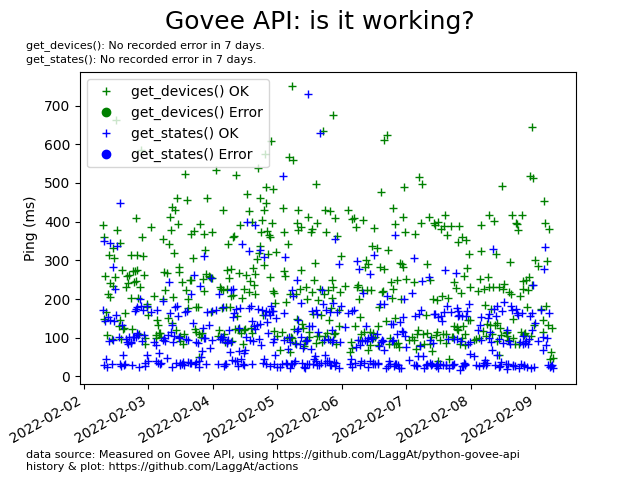 Govee API: is it working?
get_devices(): No recorded error in 7 days.
get_states(): No recorded error in 7 days.
get_devices() OK
get_devices() Error
get_states() OK
get_states() Error
Ping (ms)
700
600
500
400
300
200
100
0
2022-02-02
2022-02-03
2022-02-04
2022-02-05
2022-02-06
2022-02-07
2022-02-08
2022-02-09
data source: Measured on Govee API, using https://github.com/LaggAt/python-govee-api
history & plot: https://github.com/LaggAt/actions